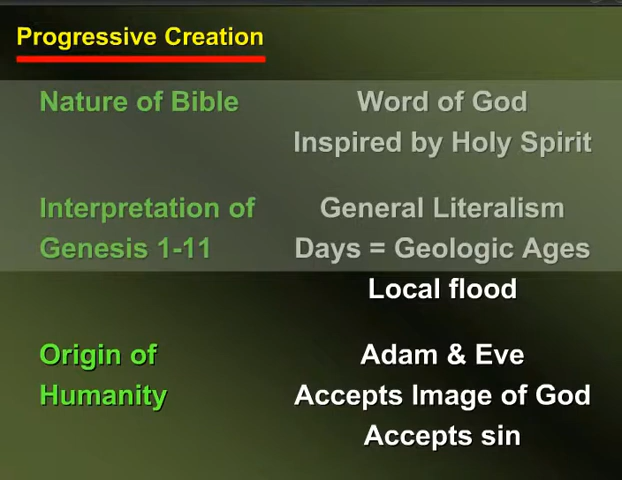 Progressive Creation
Nature of Bible
Word of God
Inspired by Holy Spirit
Interpretation of
Genesis 1-11
General Literalism
Days = Geologic Ages
Local flood
Origin of
Humanity
Adam & Eve
Accepts Image of God
Accepts sin